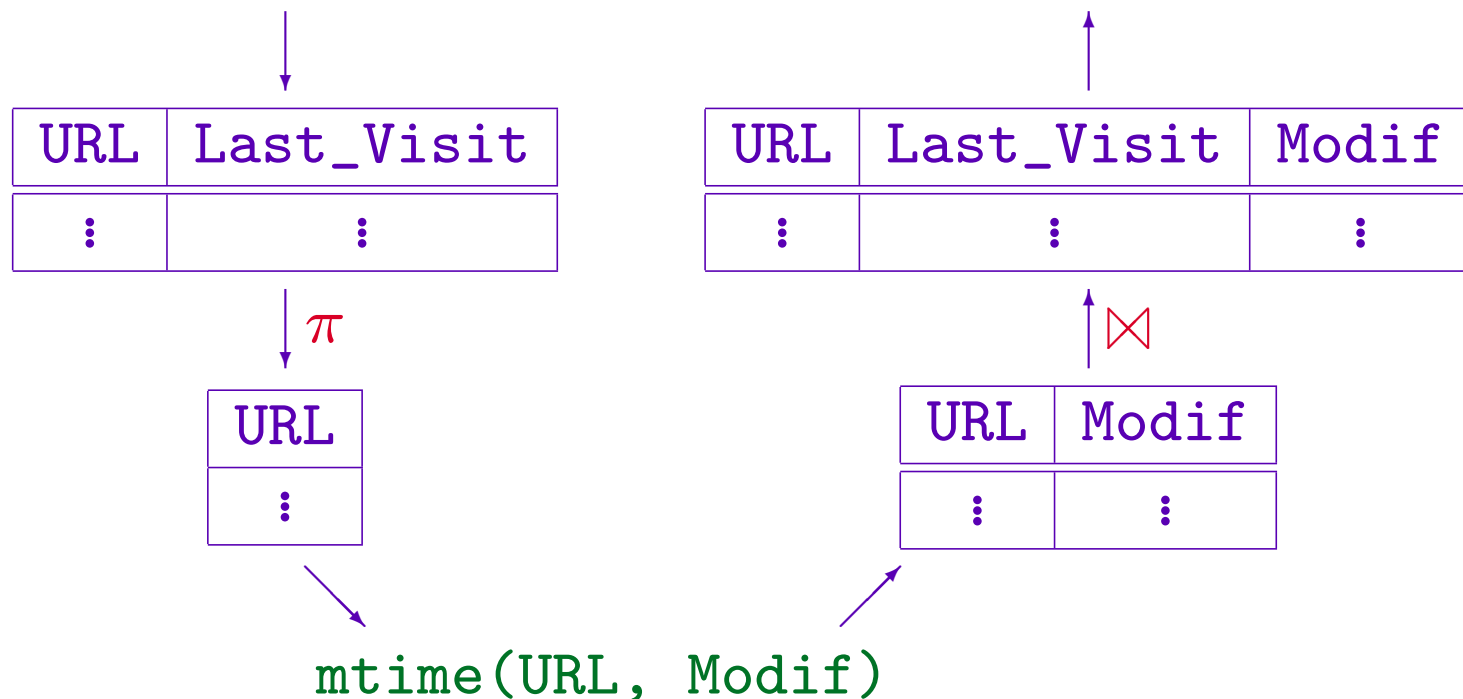 URL Last_Visit URL Last_Visit Modif
⋮ ⋮ ⋮ ⋮ ⋮
π ⋈
URL URL Modif
⋮ ⋮ ⋮
mtime(URL, Modif)